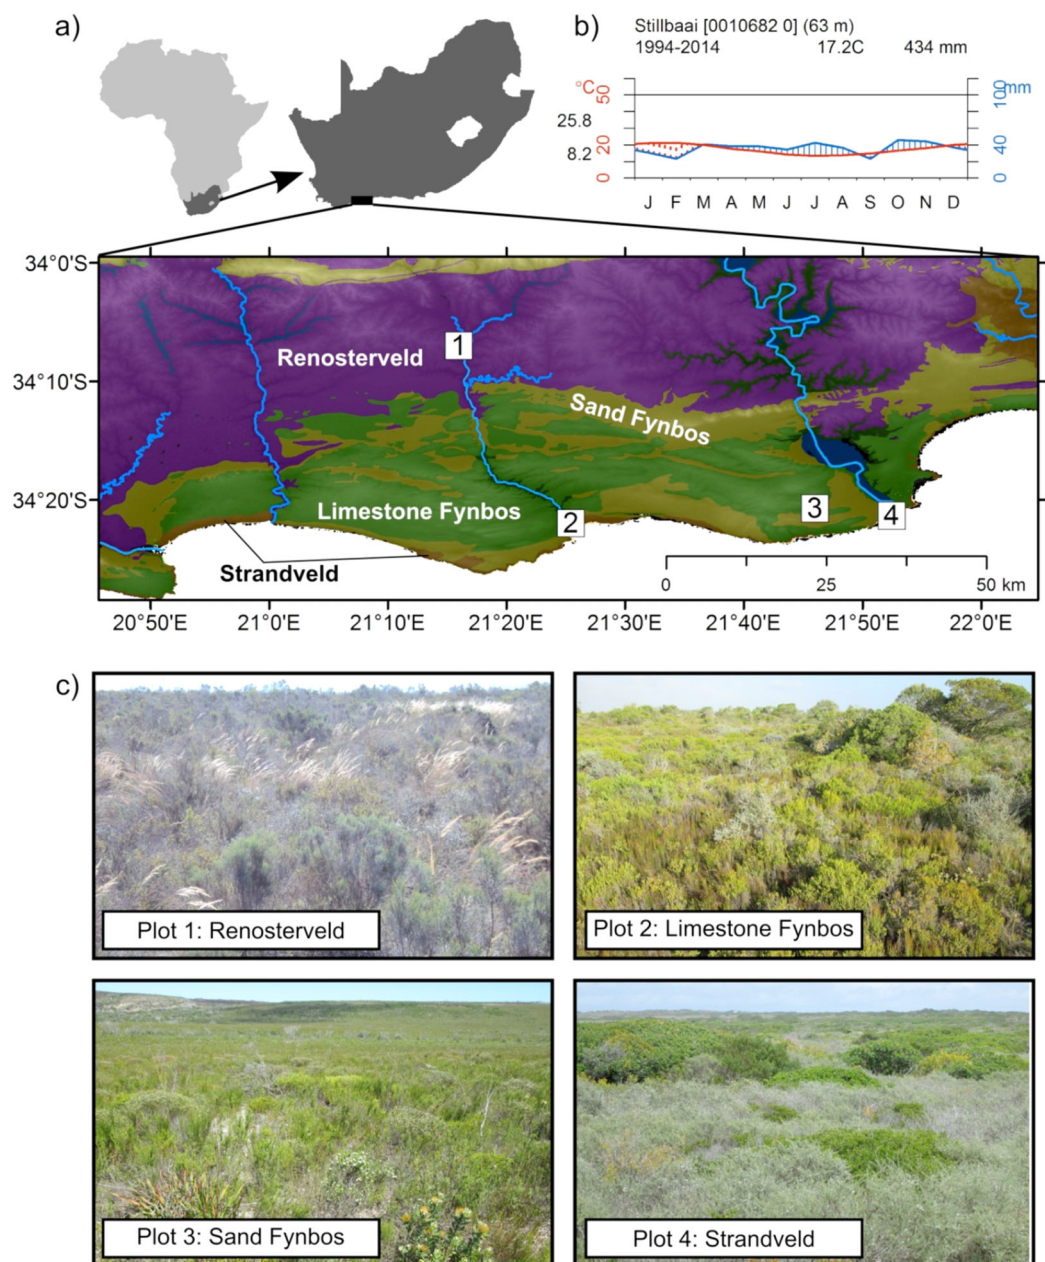 a)
b)
Stillbaai [0010682 0] (63 m)
1994-2014 17.2C 434 mm
°C
50
20
0
25.8
8.2
100
mm
40
0
J F M A M J J A S O N D
34°0'S
34°10'S
34°20'S
1
Renosterveld
Sand Fynbos
Limestone Fynbos
2
3
4
Strandveld
0 25 50 km
20°50'E 21°0'E 21°10'E 21°20'E 21°30'E 21°40'E 21°50'E 22°0'E
c)
Plot 1: Renosterveld
Plot 2: Limestone Fynbos
Plot 3: Sand Fynbos
Plot 4: Strandveld